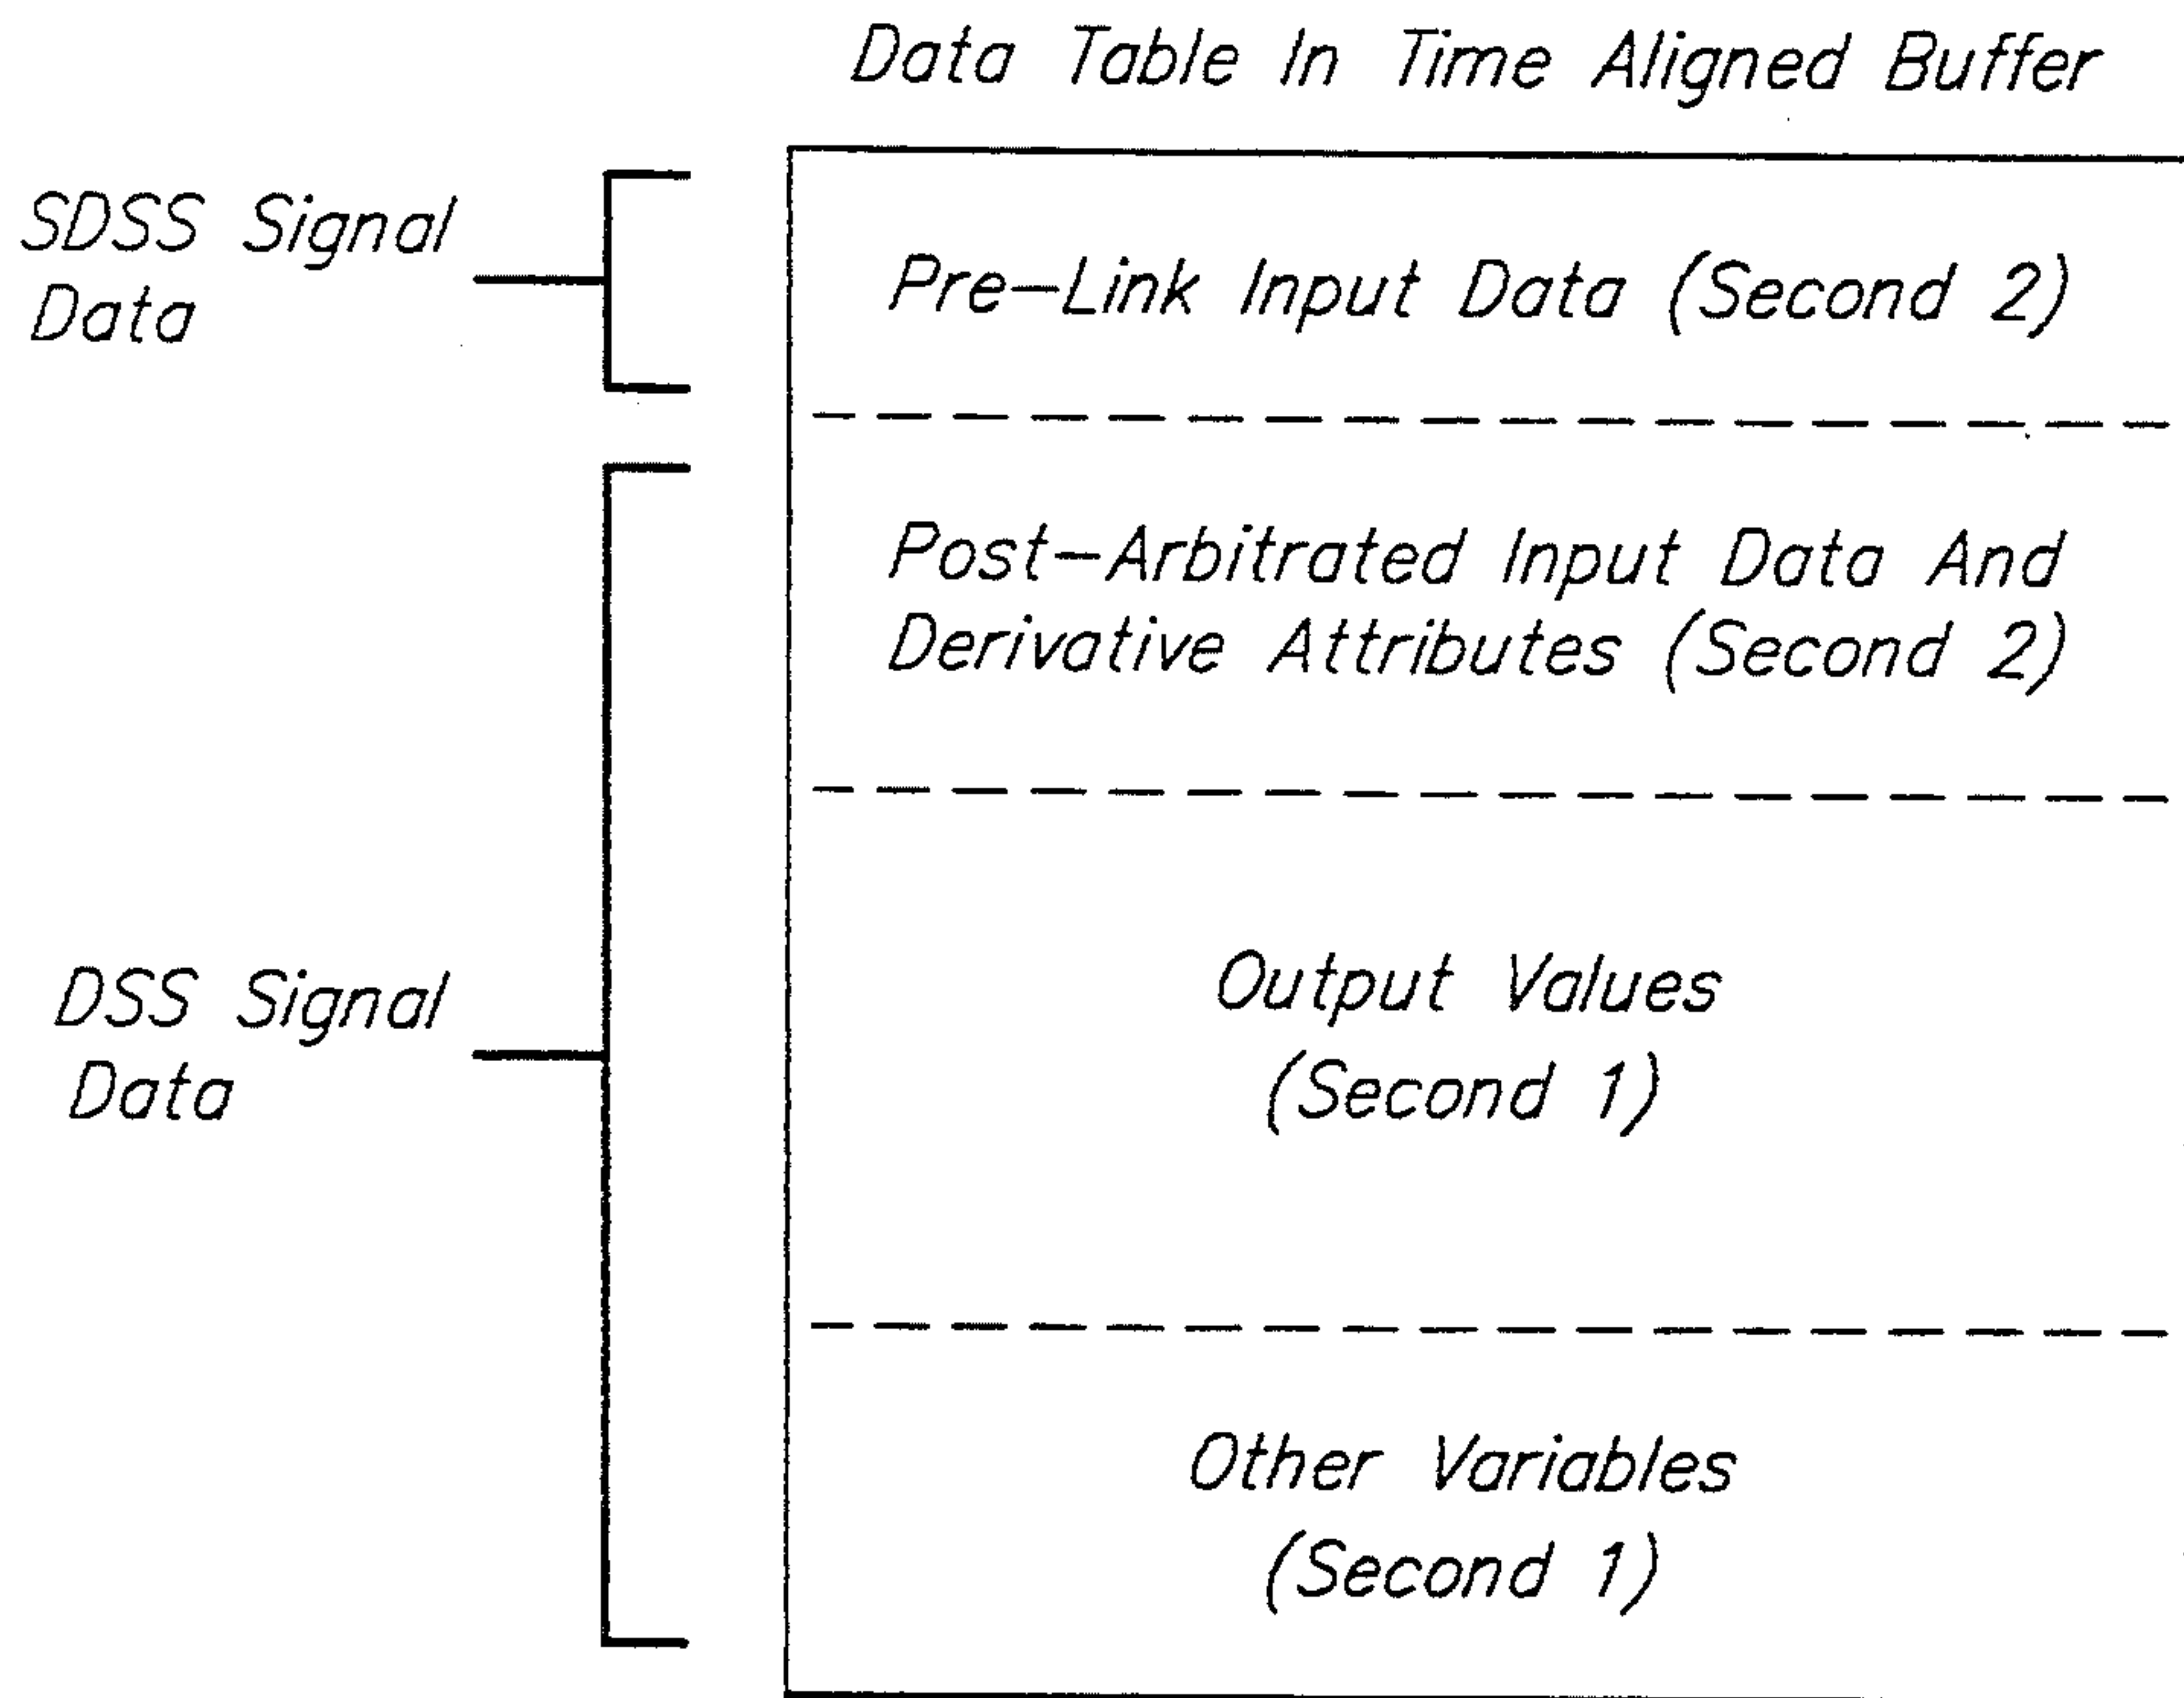 Data Table In Time Aligned Buffer
SDSS Signal
Data
Pre-Link Input Data (Second 2)
Post-Arbitrated Input Data And
Derivative Attributes (Second 2)
DSS Signal
Data
Output Values
(Second 1)
Other Variables
(Second 1)